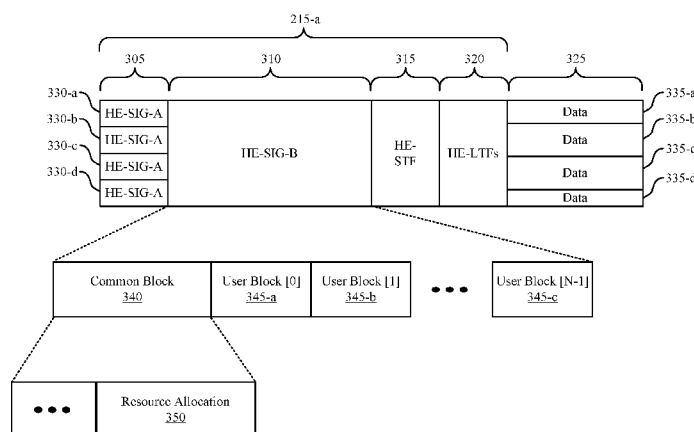 215-a
305 310 315 320 325
330-a HE-SIG-A Data 335-a
330-b HE-SIG-A Data 335-b
330-c HE-SIG-A Data 335-c
330-d HE-SIG-A Data 335-d
HE-SIG-B
HE-
STF
HE-LTFs
Common Block
340
User Block [0]
345-a
User Block [1]
345-b
User Block [N-1]
345-c
Resource Allocation
350